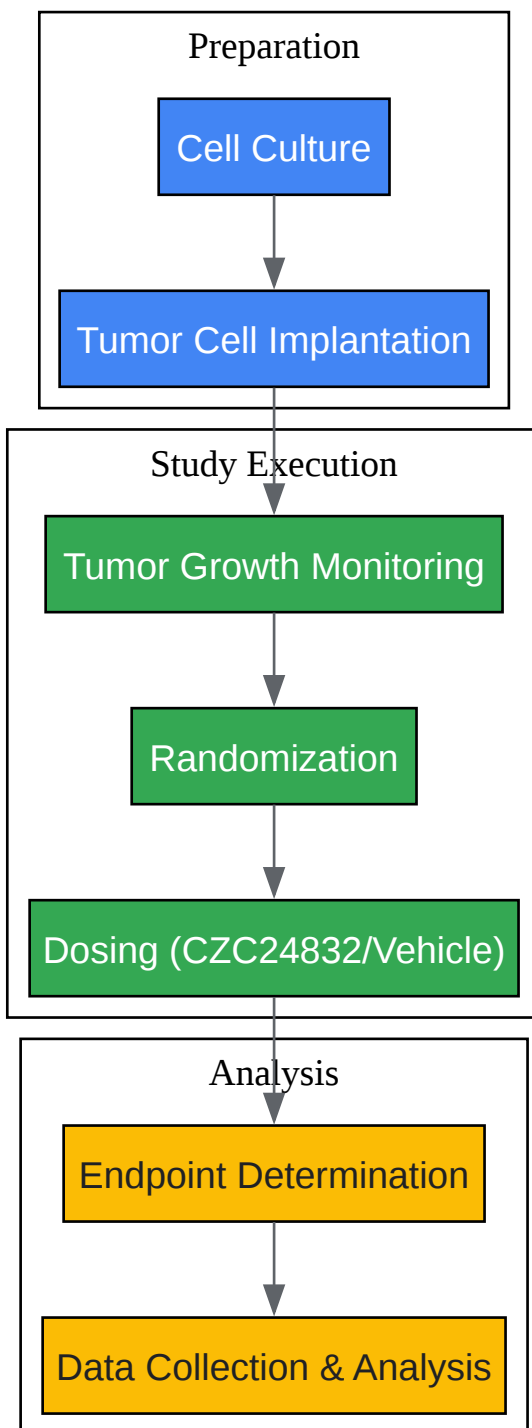 Preparation
Cell Culture
Tumor Cell Implantation
Study Execution
Tumor Growth Monitoring
Randomization
Dosing (CZC24832/Vehicle)
Analysis
Endpoint Determination
Data Collection & Analysis